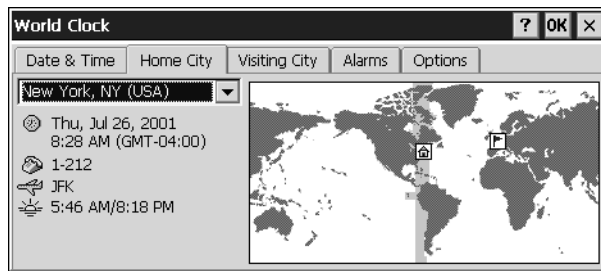 World Clock ? OK ×
Date & Time Home City Visiting City Alarms Options
New York, NY (USA)
Thu, Jul 26, 2001
8:28 AM (GMT-04:00)
1-212
JFK
5:46 AM/8:18 PM